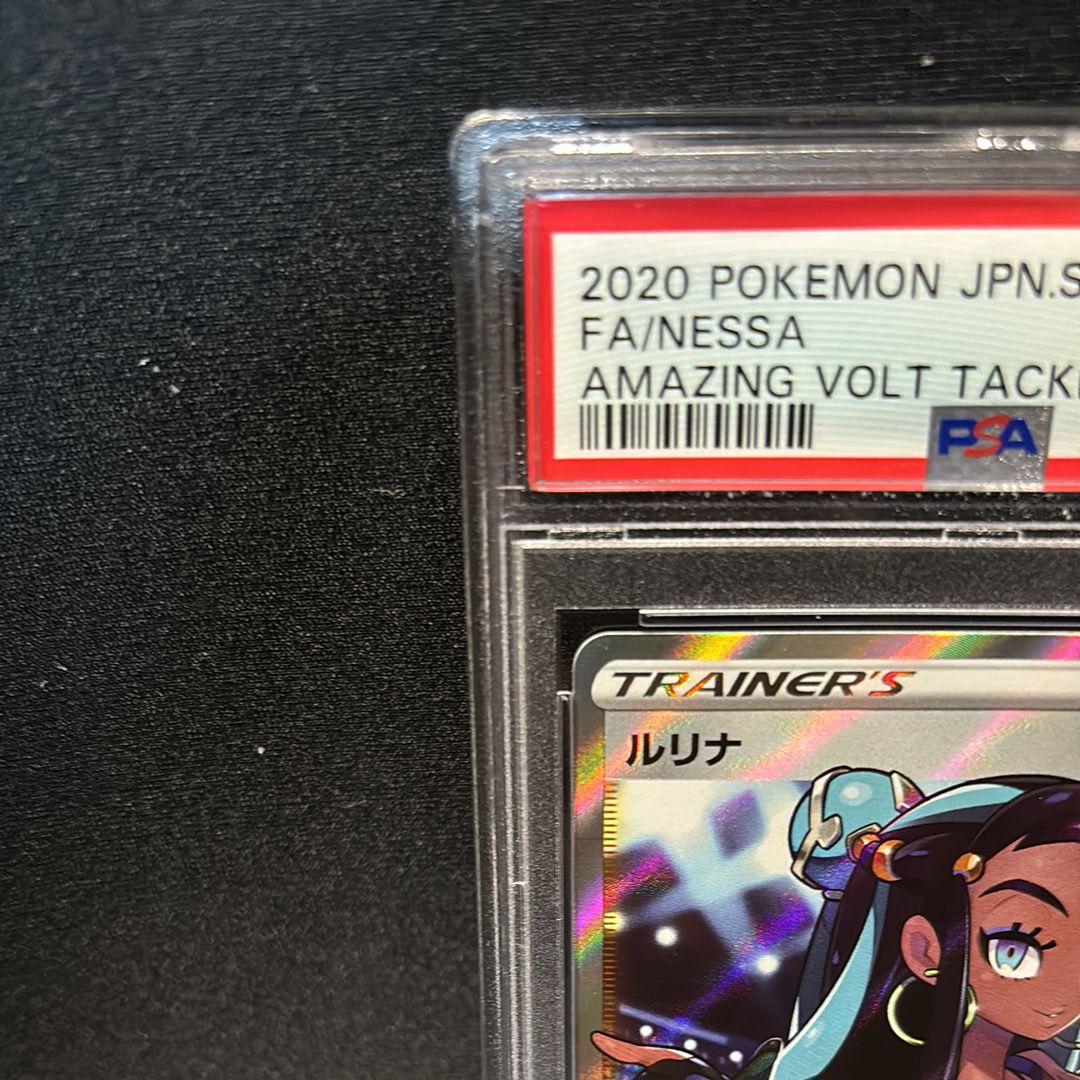 2020 POKEMON JPN.S
FA/NESSA
AMAZING VOLT TACK
PSA
TRAINER'S
ルリナ